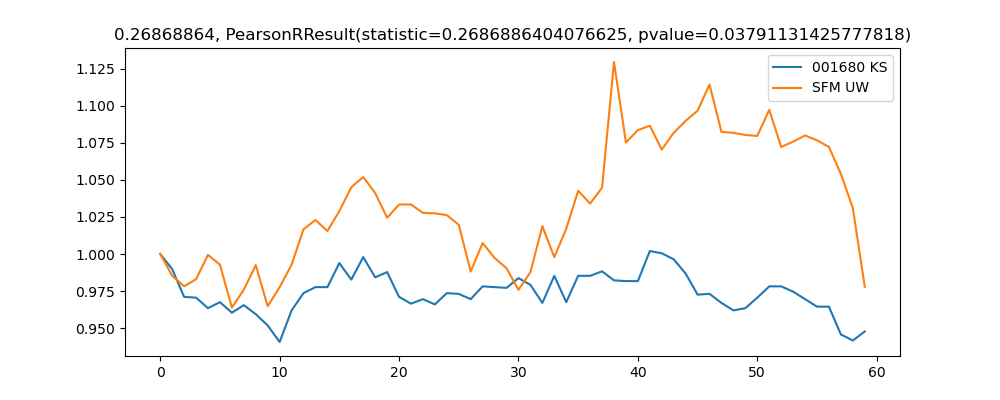 0.26868864, PearsonRResult(statistic=0.2686886404076625, pvalue=0.03791131425777818)
001680 KS
SFM UW
1.125
1.100
1.075
1.050
1.025
1.000
0.975
0.950
0 10 20 30 40 50 60